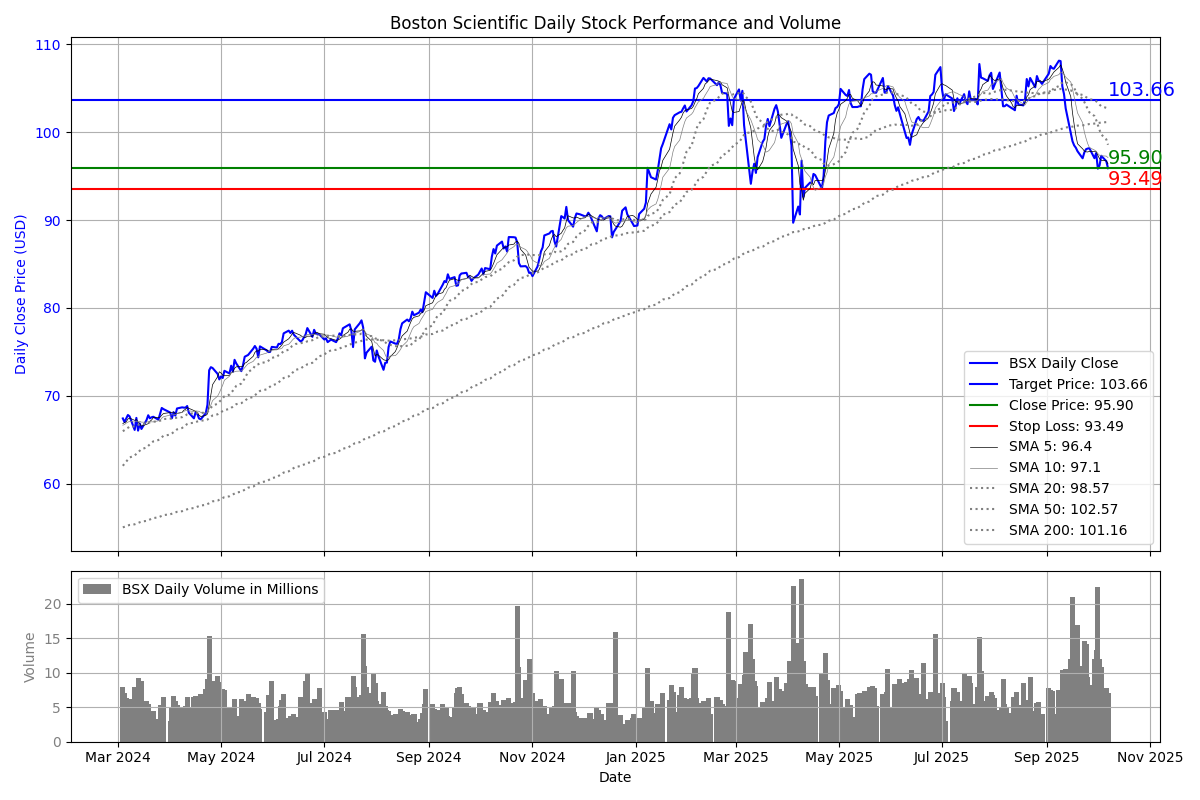 Boston Scientific Daily Stock Performance and Volume
110
100
90
80
70
60
Daily Close Price (USD)
103.66
95.90
93.49
BSX Daily Close
Target Price: 103.66
Close Price: 95.90
Stop Loss: 93.49
SMA 5: 96.4
SMA 10: 97.1
SMA 20: 98.57
SMA 50: 102.57
SMA 200: 101.16
BSX Daily Volume in Millions
20
15
10
5
0
Volume
Mar 2024 May 2024 Jul 2024 Sep 2024 Nov 2024 Jan 2025 Mar 2025 May 2025 Jul 2025 Sep 2025 Nov 2025
Date